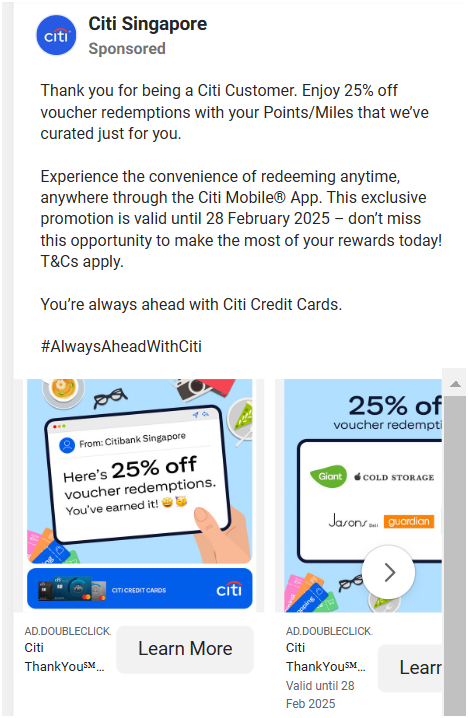 citi
Citi Singapore
Sponsored
Thank you for being a Citi Customer. Enjoy 25% off
voucher redemptions with your Points/Miles that we've
curated just for you.
Experience the convenience of redeeming anytime,
anywhere through the Citi Mobile® App. This exclusive
promotion is valid until 28 February 2025 – don't miss
this opportunity to make the most of your rewards today!
T&Cs apply.
You're always ahead with Citi Credit Cards.
#AlwaysAheadWithCiti
From: Citibank Singapore
Here's 25% off
voucher redemptions.
You've earned it! 😄🥳
CITI CREDIT CARDS
citi
AD.DOUBLECLICK.
Citi
ThankYou℠...
Learn More
25% of
voucher redempti
Giant
COLD STORAGE
Jasons Deli
guardian
AD.DOUBLECLICK.
Citi
ThankYou℠...
Valid until 28
Feb 2025
Learr